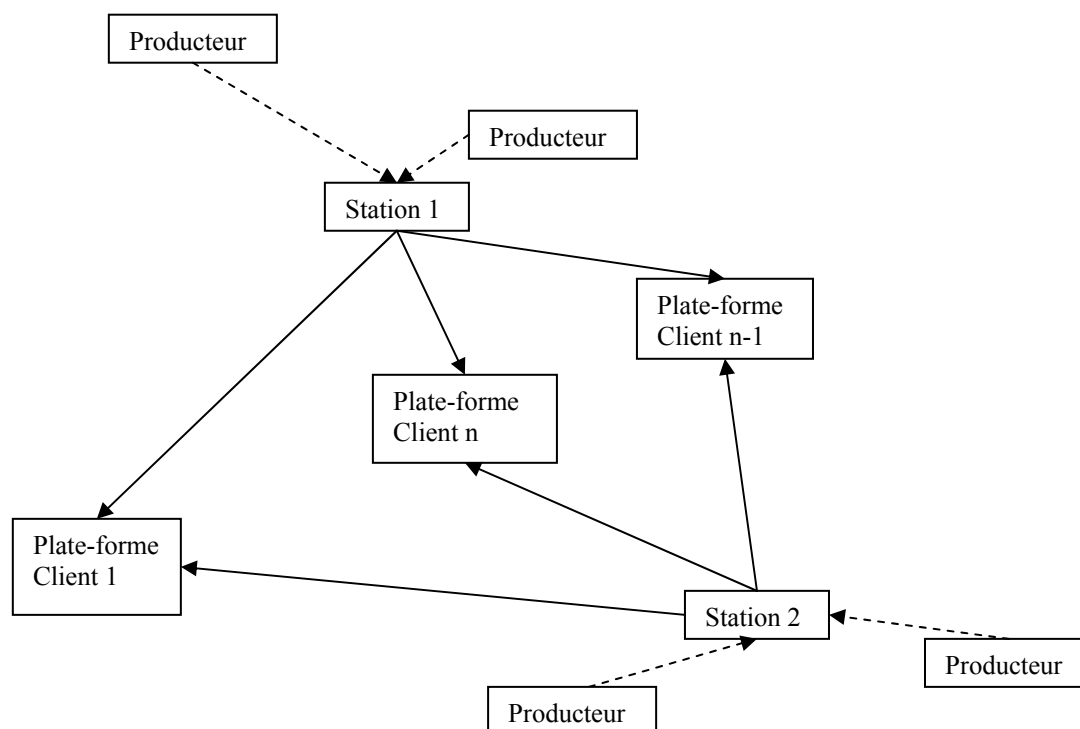 Producteur
Producteur
Station 1
Plate-forme
Client n-1
Plate-forme
Client n
Plate-forme
Client 1
Station 2
Producteur
Producteur